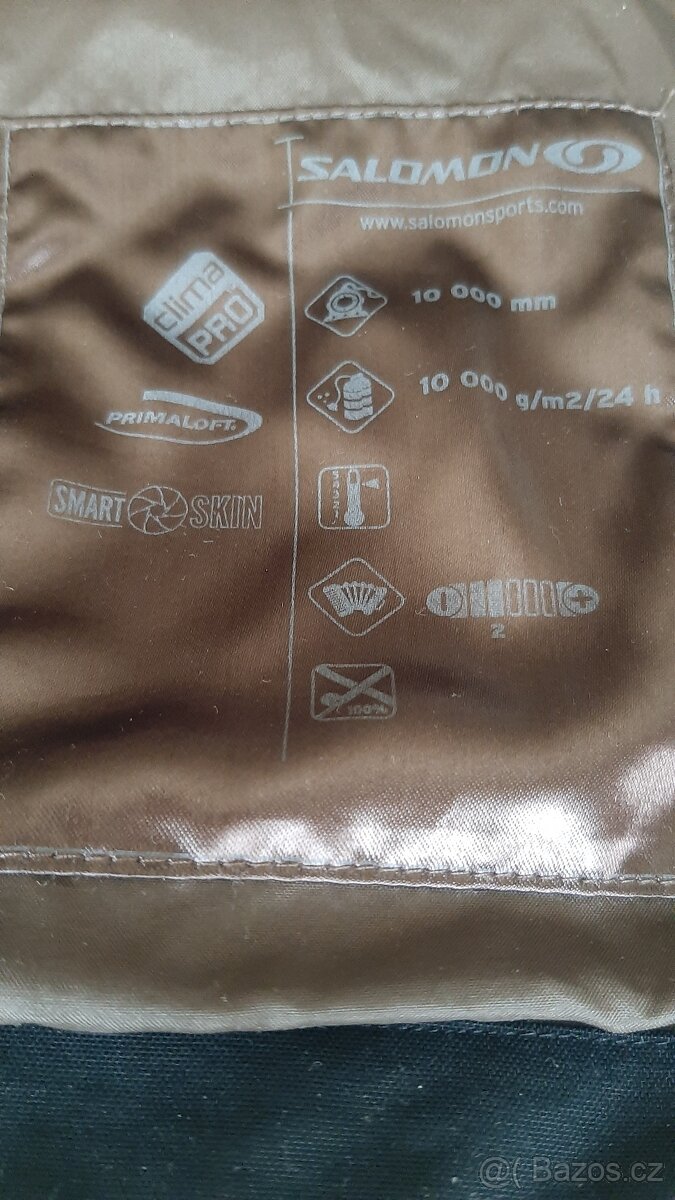 SALOMON
www.salomonsports.com
clima
PRO
10 000 mm
PRIMALOFT®
10 000 g/m2/24 h
SMART SKIN
2
100%
@( Bazos.cz